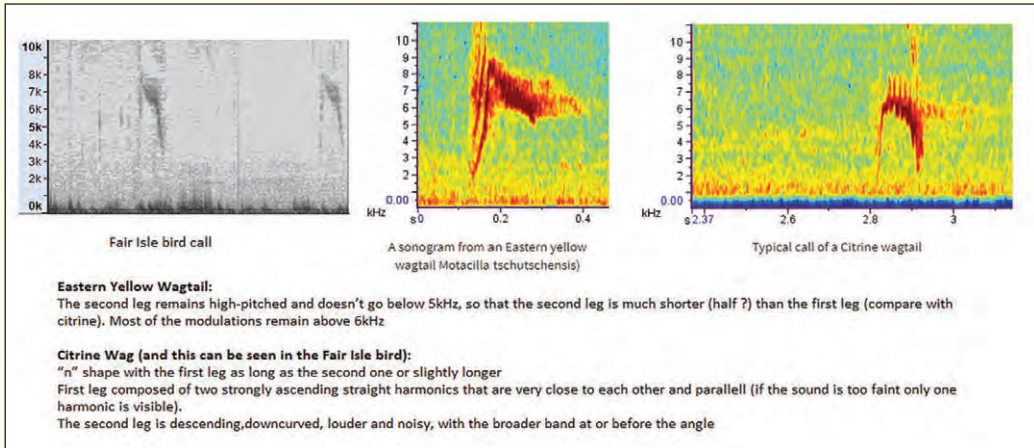 10k
8k
7k
6k
5k
4k
3k
2k
1k
0k
Fair Isle bird call
10
9
8
7
6
5
4
3
2
1
0.00
kHz
s 0
0.2
0.4
A sonogram from an Eastern yellow
wagtail Motacilla tschutschensis)
10
9
8
7
6
5
4
3
2
1
0.00
kHz
s 2.37
2.6
2.8
3
Typical call of a Citrine wagtail
Eastern Yellow Wagtail:
The second leg remains high-pitched and doesn't go below 5kHz, so that the second leg is much shorter (half ?) than the first leg (compare with
citrine). Most of the modulations remain above 6kHz
Citrine Wag (and this can be seen in the Fair Isle bird):
"n" shape with the first leg as long as the second one or slightly longer
First leg composed of two strongly ascending straight harmonics that are very close to each other and parallell (if the sound is too faint only one
harmonic is visible).
The second leg is descending,downcurved, louder and noisy, with the broader band at or before the angle